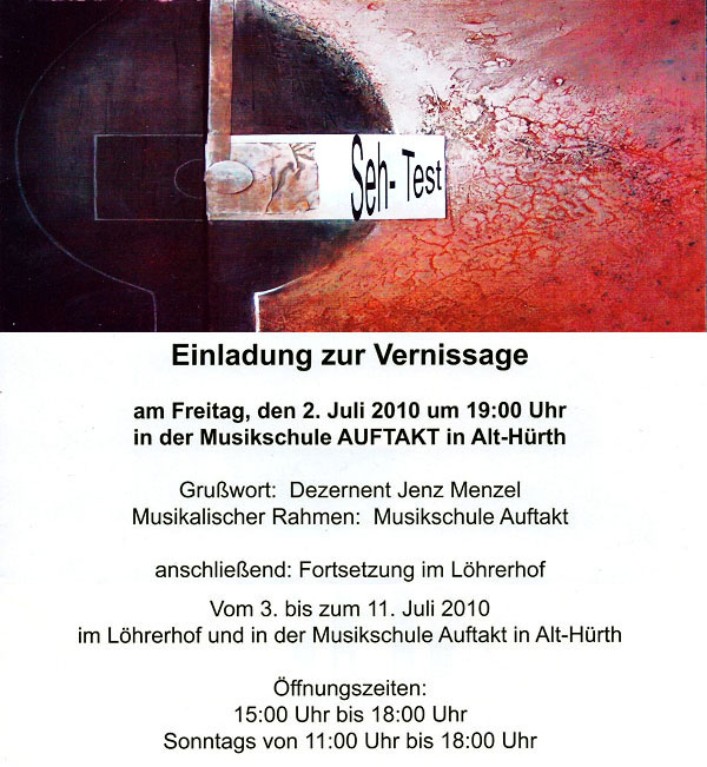 Seh- Test
Einladung zur Vernissage
am Freitag, den 2. Juli 2010 um 19:00 Uhr
in der Musikschule AUFTAKT in Alt-Hürth
Grußwort: Dezernent Jenz Menzel
Musikalischer Rahmen: Musikschule Auftakt
anschließend: Fortsetzung im Löhrerhof
Vom 3. bis zum 11. Juli 2010
im Löhrerhof und in der Musikschule Auftakt in Alt-Hürth
Öffnungszeiten:
15:00 Uhr bis 18:00 Uhr
Sonntags von 11:00 Uhr bis 18:00 Uhr